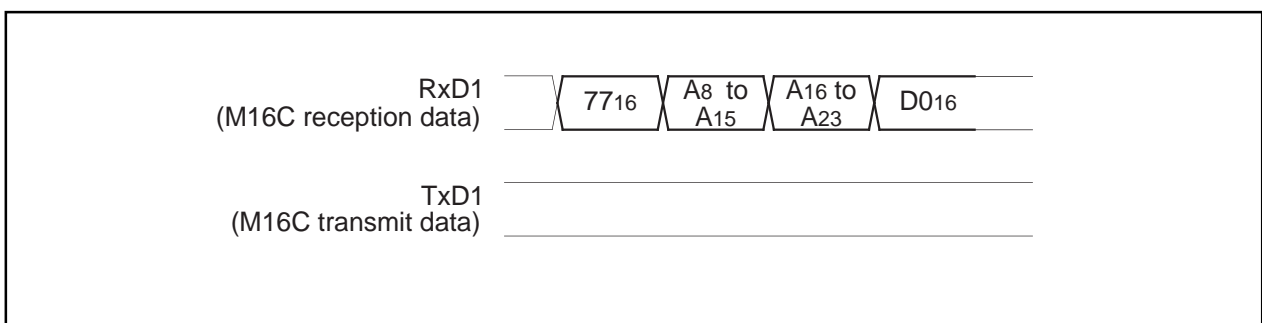 RxD1
(M16C reception data)
7716
A8 to
A15
A16 to
A23
D016
TxD1
(M16C transmit data)